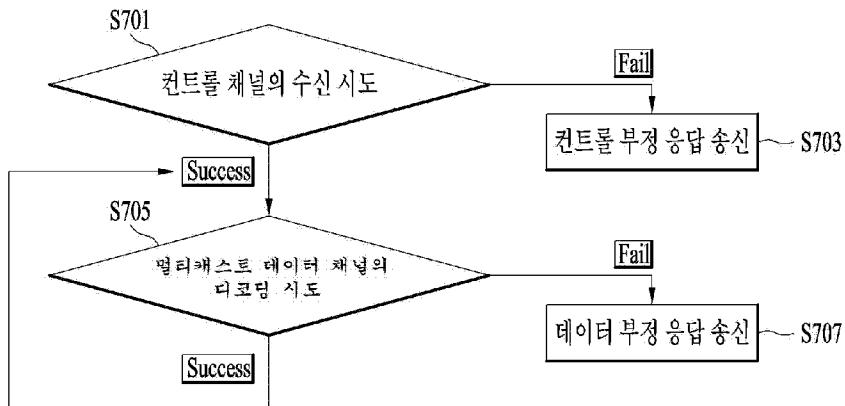 S701
컨트롤 채널의 수신 시도
Fail
컨트롤 부정 응답 송신
S703
Success
S705
멀티캐스트 데이터 채널의
디코딩 시도
Fail
데이터 부정 응답 송신
S707
Success